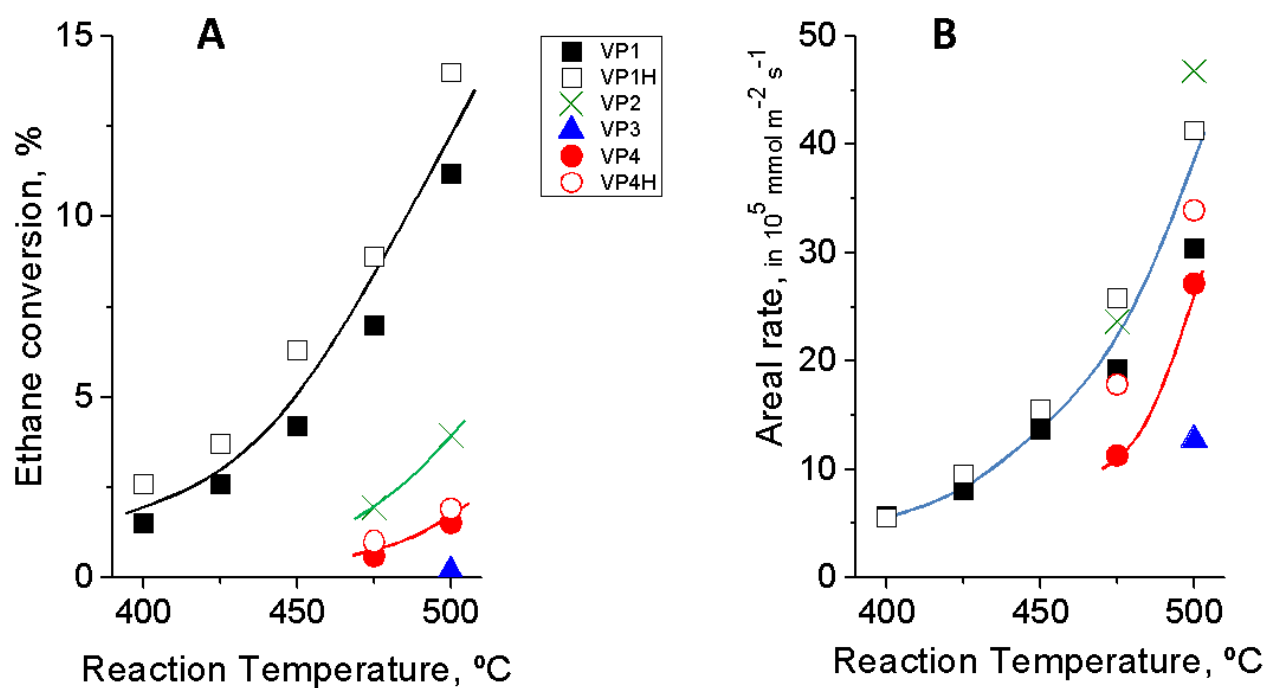 A
15
10
5
0
Ethane conversion, %
400
450
500
Reaction Temperature, ºC
VP1
VP1H
VP2
VP3
VP4
VP4H
B
50
40
30
20
10
0
Areal rate, in 10⁵ mmol m⁻² s⁻¹
400
450
500
Reaction Temperature, ºC